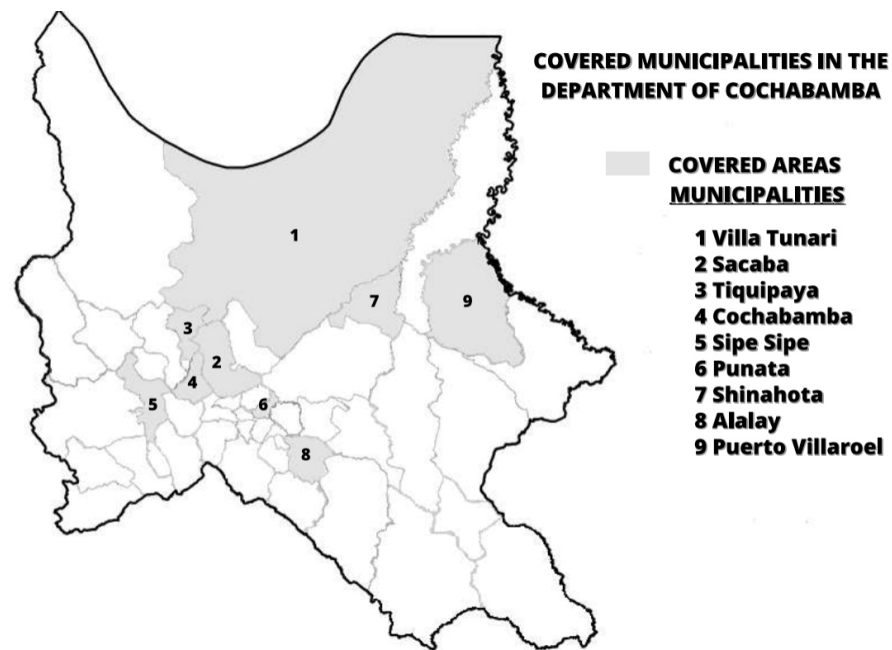 COVERED MUNICIPALITIES IN THE
DEPARTMENT OF COCHABAMBA
COVERED AREAS
MUNICIPALITIES
1 Villa Tunari
2 Sacaba
3 Tiquipaya
4 Cochabamba
5 Sipe Sipe
6 Punata
7 Shinahota
8 Alalay
9 Puerto Villaroel
1
7
9
3
2
4
5
6
8